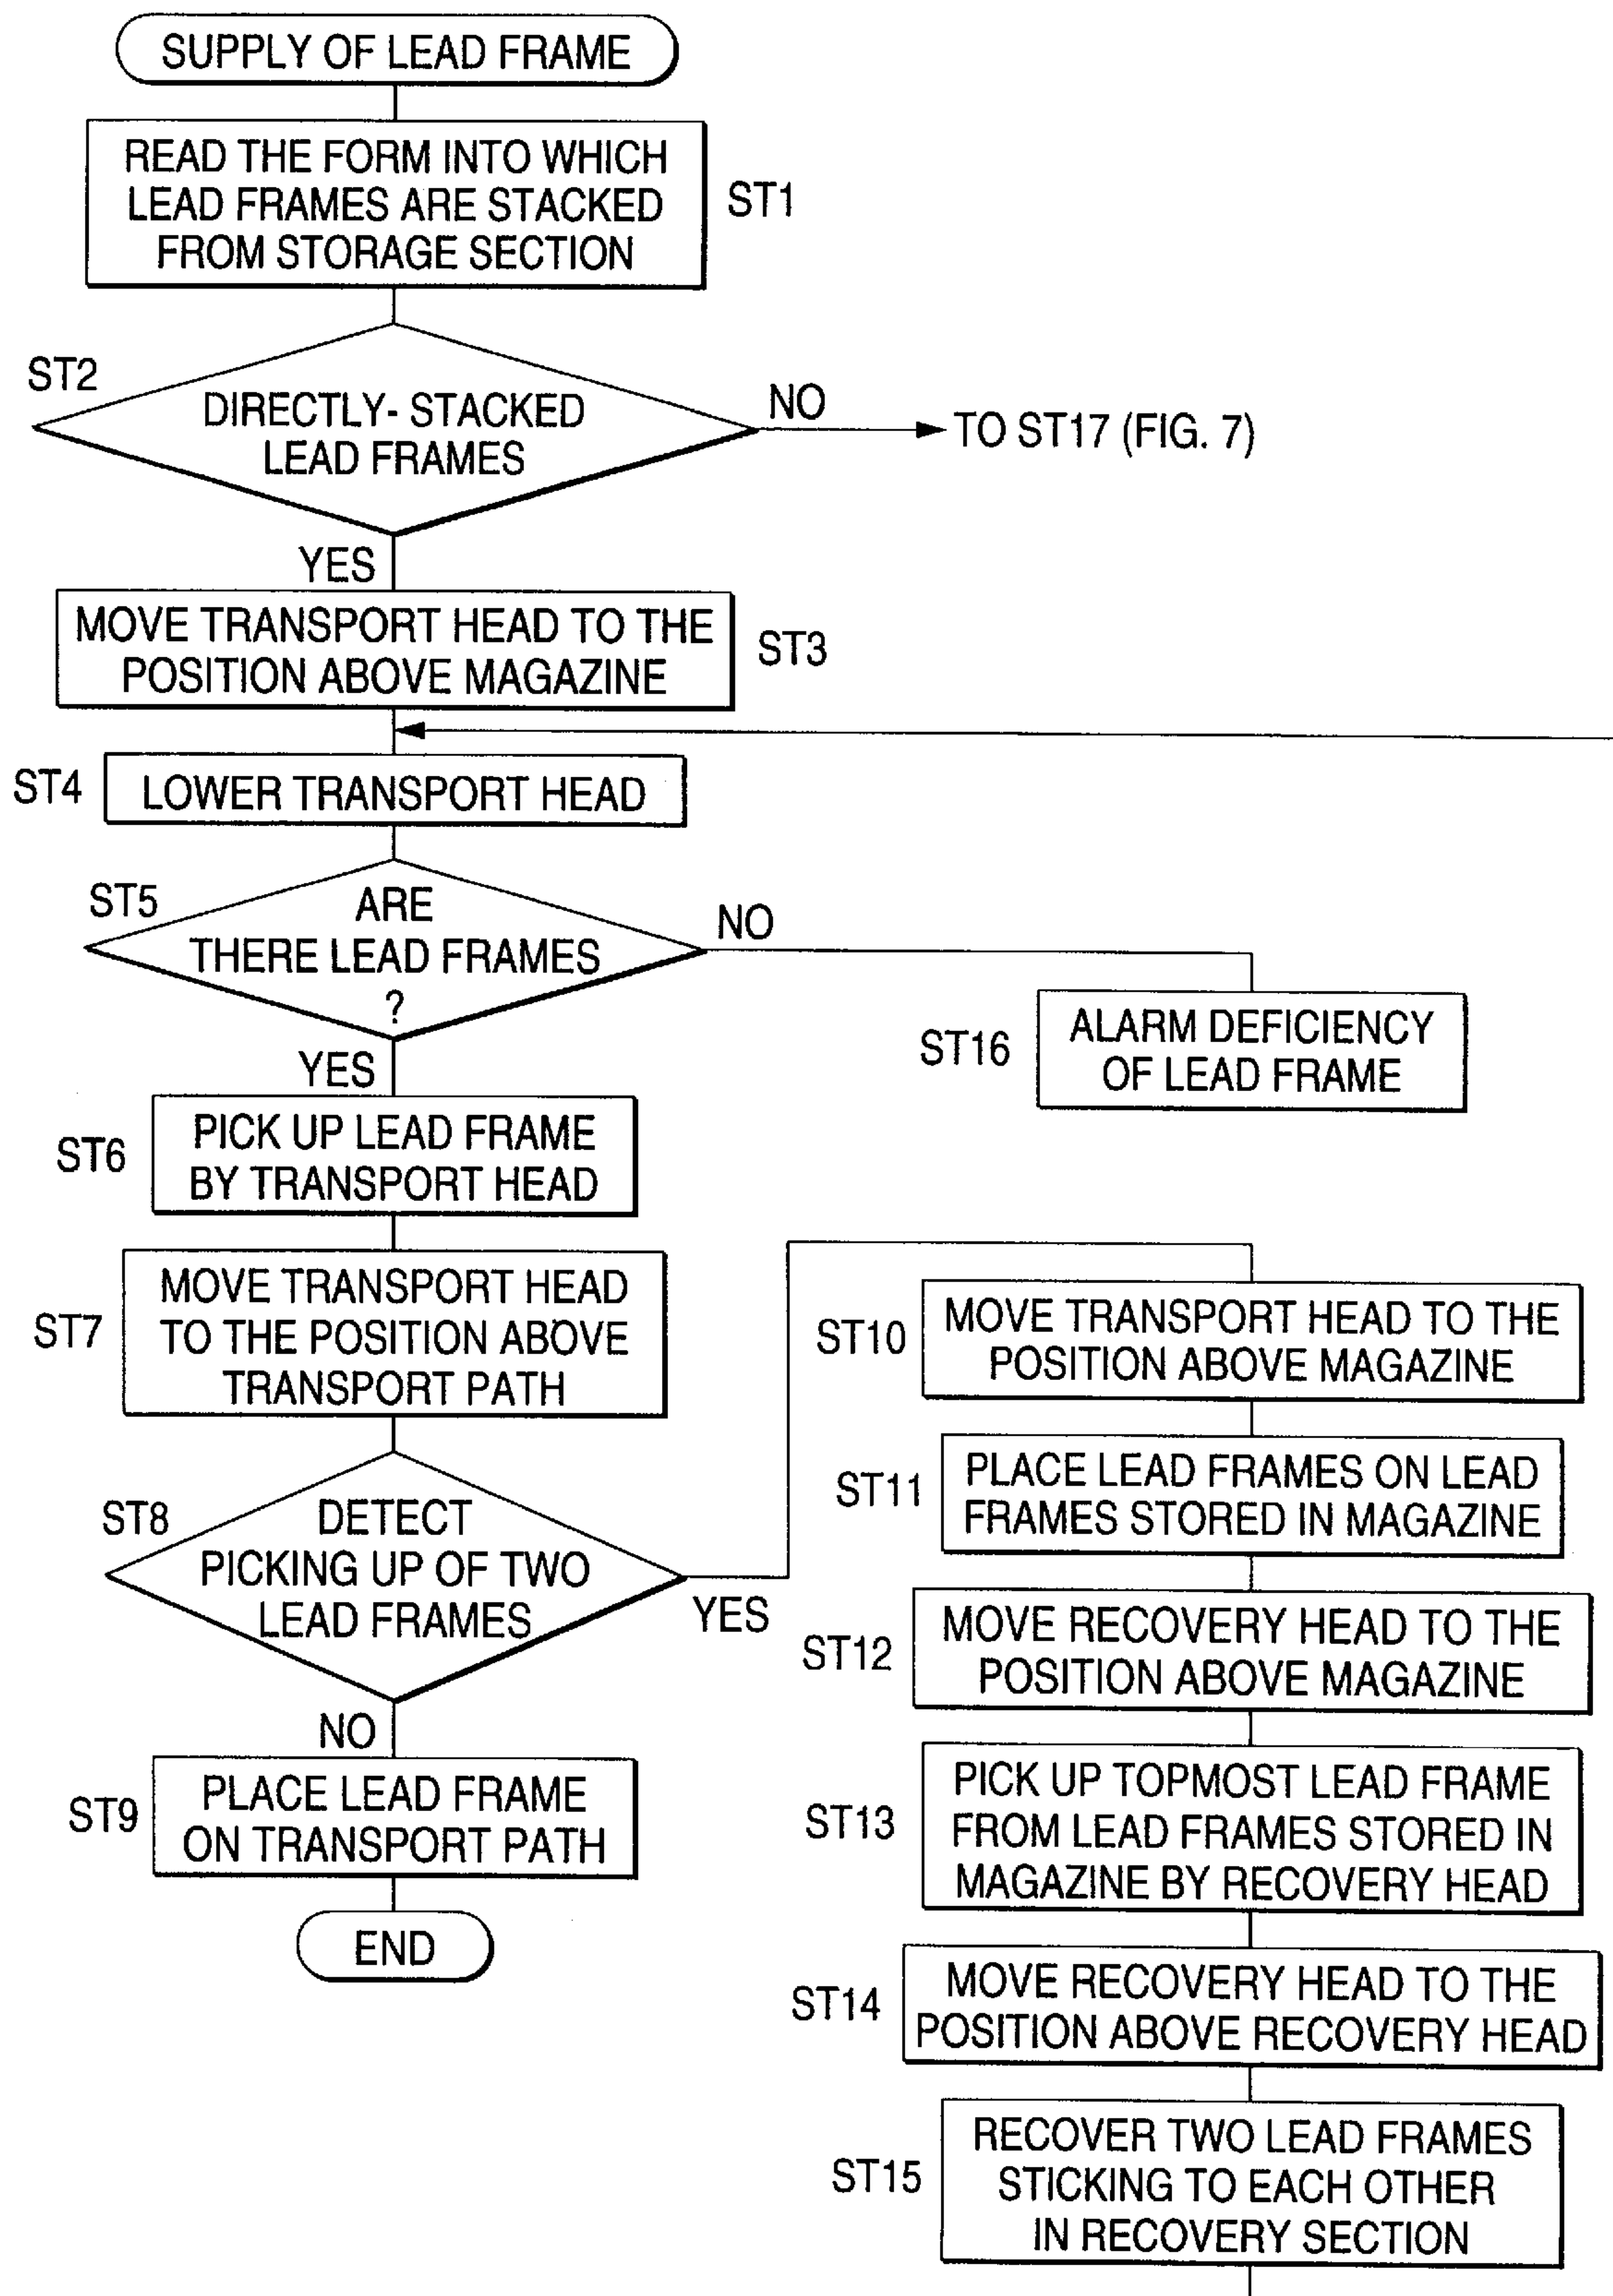 SUPPLY OF LEAD FRAME
READ THE FORM INTO WHICH
LEAD FRAMES ARE STACKED
FROM STORAGE SECTION
ST1
ST2
DIRECTLY- STACKED
LEAD FRAMES
NO
TO ST17 (FIG. 7)
YES
MOVE TRANSPORT HEAD TO THE
POSITION ABOVE MAGAZINE
ST3
ST4
LOWER TRANSPORT HEAD
ST5
ARE
THERE LEAD FRAMES
?
NO
ST16
ALARM DEFICIENCY
OF LEAD FRAME
YES
ST6
PICK UP LEAD FRAME
BY TRANSPORT HEAD
ST7
MOVE TRANSPORT HEAD
TO THE POSITION ABOVE
TRANSPORT PATH
ST8
DETECT
PICKING UP OF TWO
LEAD FRAMES
YES
NO
ST9
PLACE LEAD FRAME
ON TRANSPORT PATH
END
ST10
MOVE TRANSPORT HEAD TO THE
POSITION ABOVE MAGAZINE
ST11
PLACE LEAD FRAMES ON LEAD
FRAMES STORED IN MAGAZINE
ST12
MOVE RECOVERY HEAD TO THE
POSITION ABOVE MAGAZINE
ST13
PICK UP TOPMOST LEAD FRAME
FROM LEAD FRAMES STORED IN
MAGAZINE BY RECOVERY HEAD
ST14
MOVE RECOVERY HEAD TO THE
POSITION ABOVE RECOVERY HEAD
ST15
RECOVER TWO LEAD FRAMES
STICKING TO EACH OTHER
IN RECOVERY SECTION